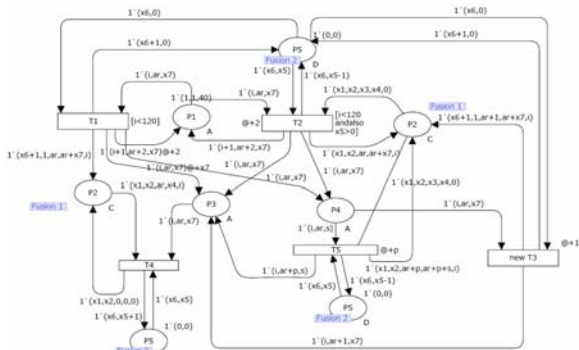 1`(x6,0)
1`(x6,0)
1`(x6+1,0)
P5
1`(0,0)
1`(x6+1,0)
Fusion 2
D
1`(x6,x5)
1`(x6,x5-1)
1`(i,ar,x7)
1`(1,1,40)
1`(i,ar,x7)
1`(i,ar,x7)
1`(x1,x2,x3,x4,0)
Fusion 1
T1
[i<120]
P1
A
@+2
T2
[i<120
andalso
x5>0]
P2
C
1`(x6+1,1,ar+1,ar+x7,i)
1`(i+1,ar+2,x7)@+2
1`(i+1,ar+2,x7)
1`(x1,x2,ar,ar+x7,i)
1`(x6+1,1,ar,ar+x7,i)
1`(i,ar,x7)@+x7
1`(i,ar,x7)
1`(i,ar,x7)
1`(x1,x2,x3,x4,0)
P2
Fusion 1
C
1`(x1,x2,ar,x4,i)
P3
A
P4
A
1`(i,ar,x7)
1`(i,ar,x7)
1`(i,ar,s)
T5
@+p
@+1
new T3
T4
1`(i,ar+p,s)
1`(x1,x2,ar+p,ar+p+s,i)
1`(x6,x5)
1`(x6,x5-1)
1`(x6,x5)
1`(x1,x2,0,0,0)
1`(x6,x5+1)
P5
1`(0,0)
Fusion 2
D
1`(0,0)
P5
1`(i,ar+1,x7)